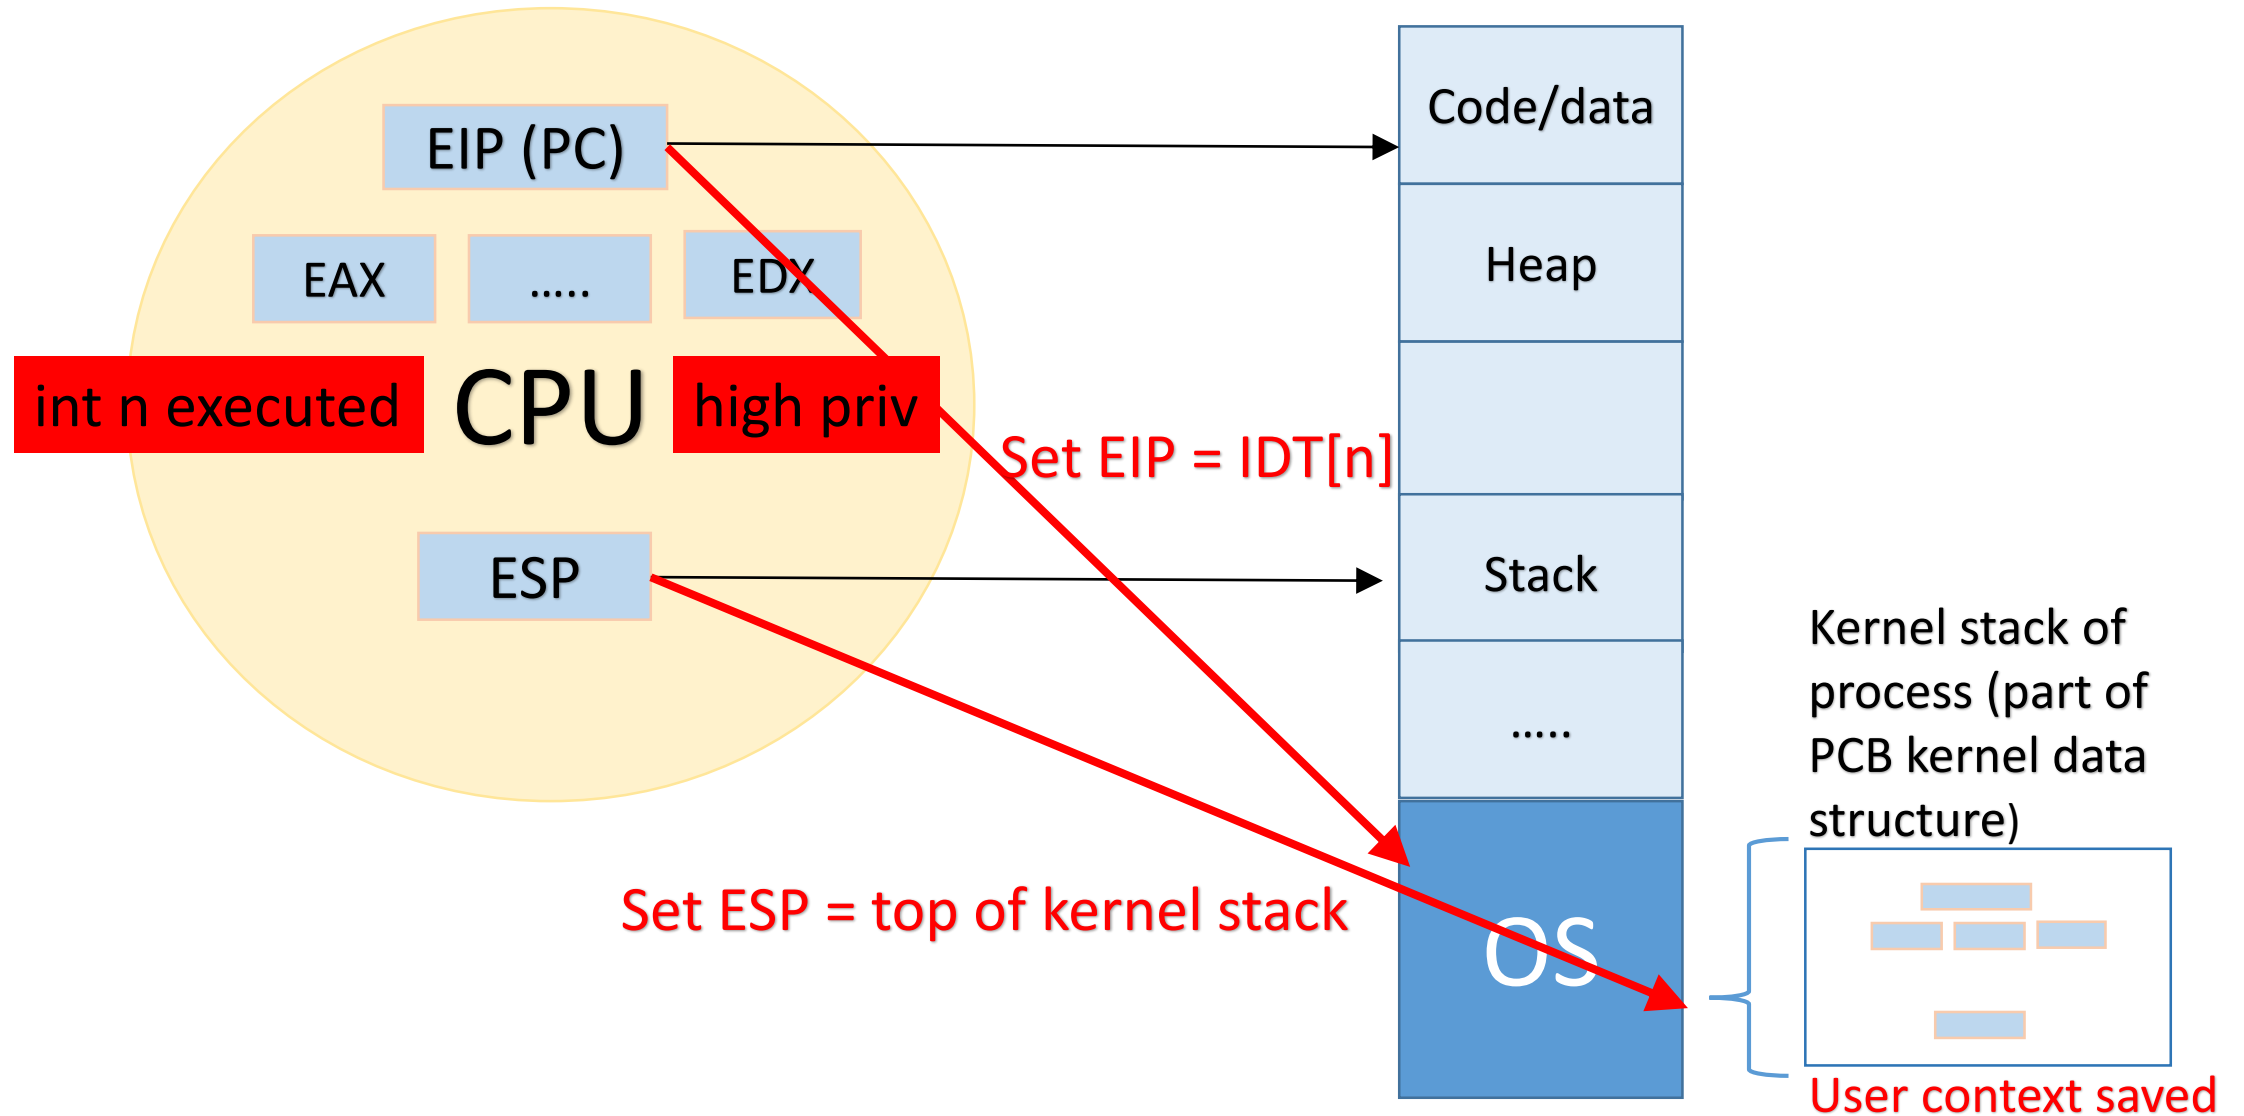 EIP (PC)
EAX
.....
EDX
int n executed
CPU
high priv
ESP
Set EIP = IDT[n]
Set ESP = top of kernel stack
Code/data
Heap
Stack
.....
OS
Kernel stack of
process (part of
PCB kernel data
structure)
User context saved